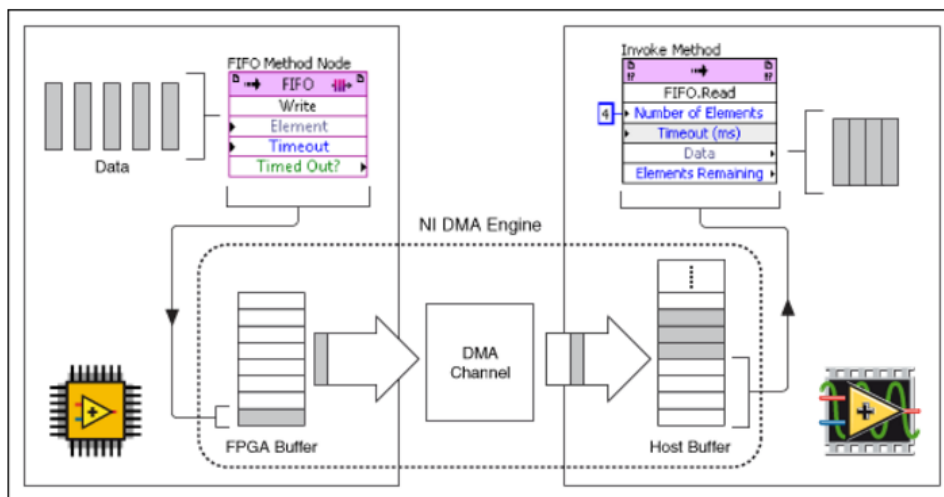 FIFO Method Node
FIFO
Write
Element
Timeout
Timed Out?
Data
Invoke Method
FIFO.Read
4
Number of Elements
Timeout (ms)
Data
Elements Remaining
NI DMA Engine
DMA
Channel
FPGA Buffer
Host Buffer